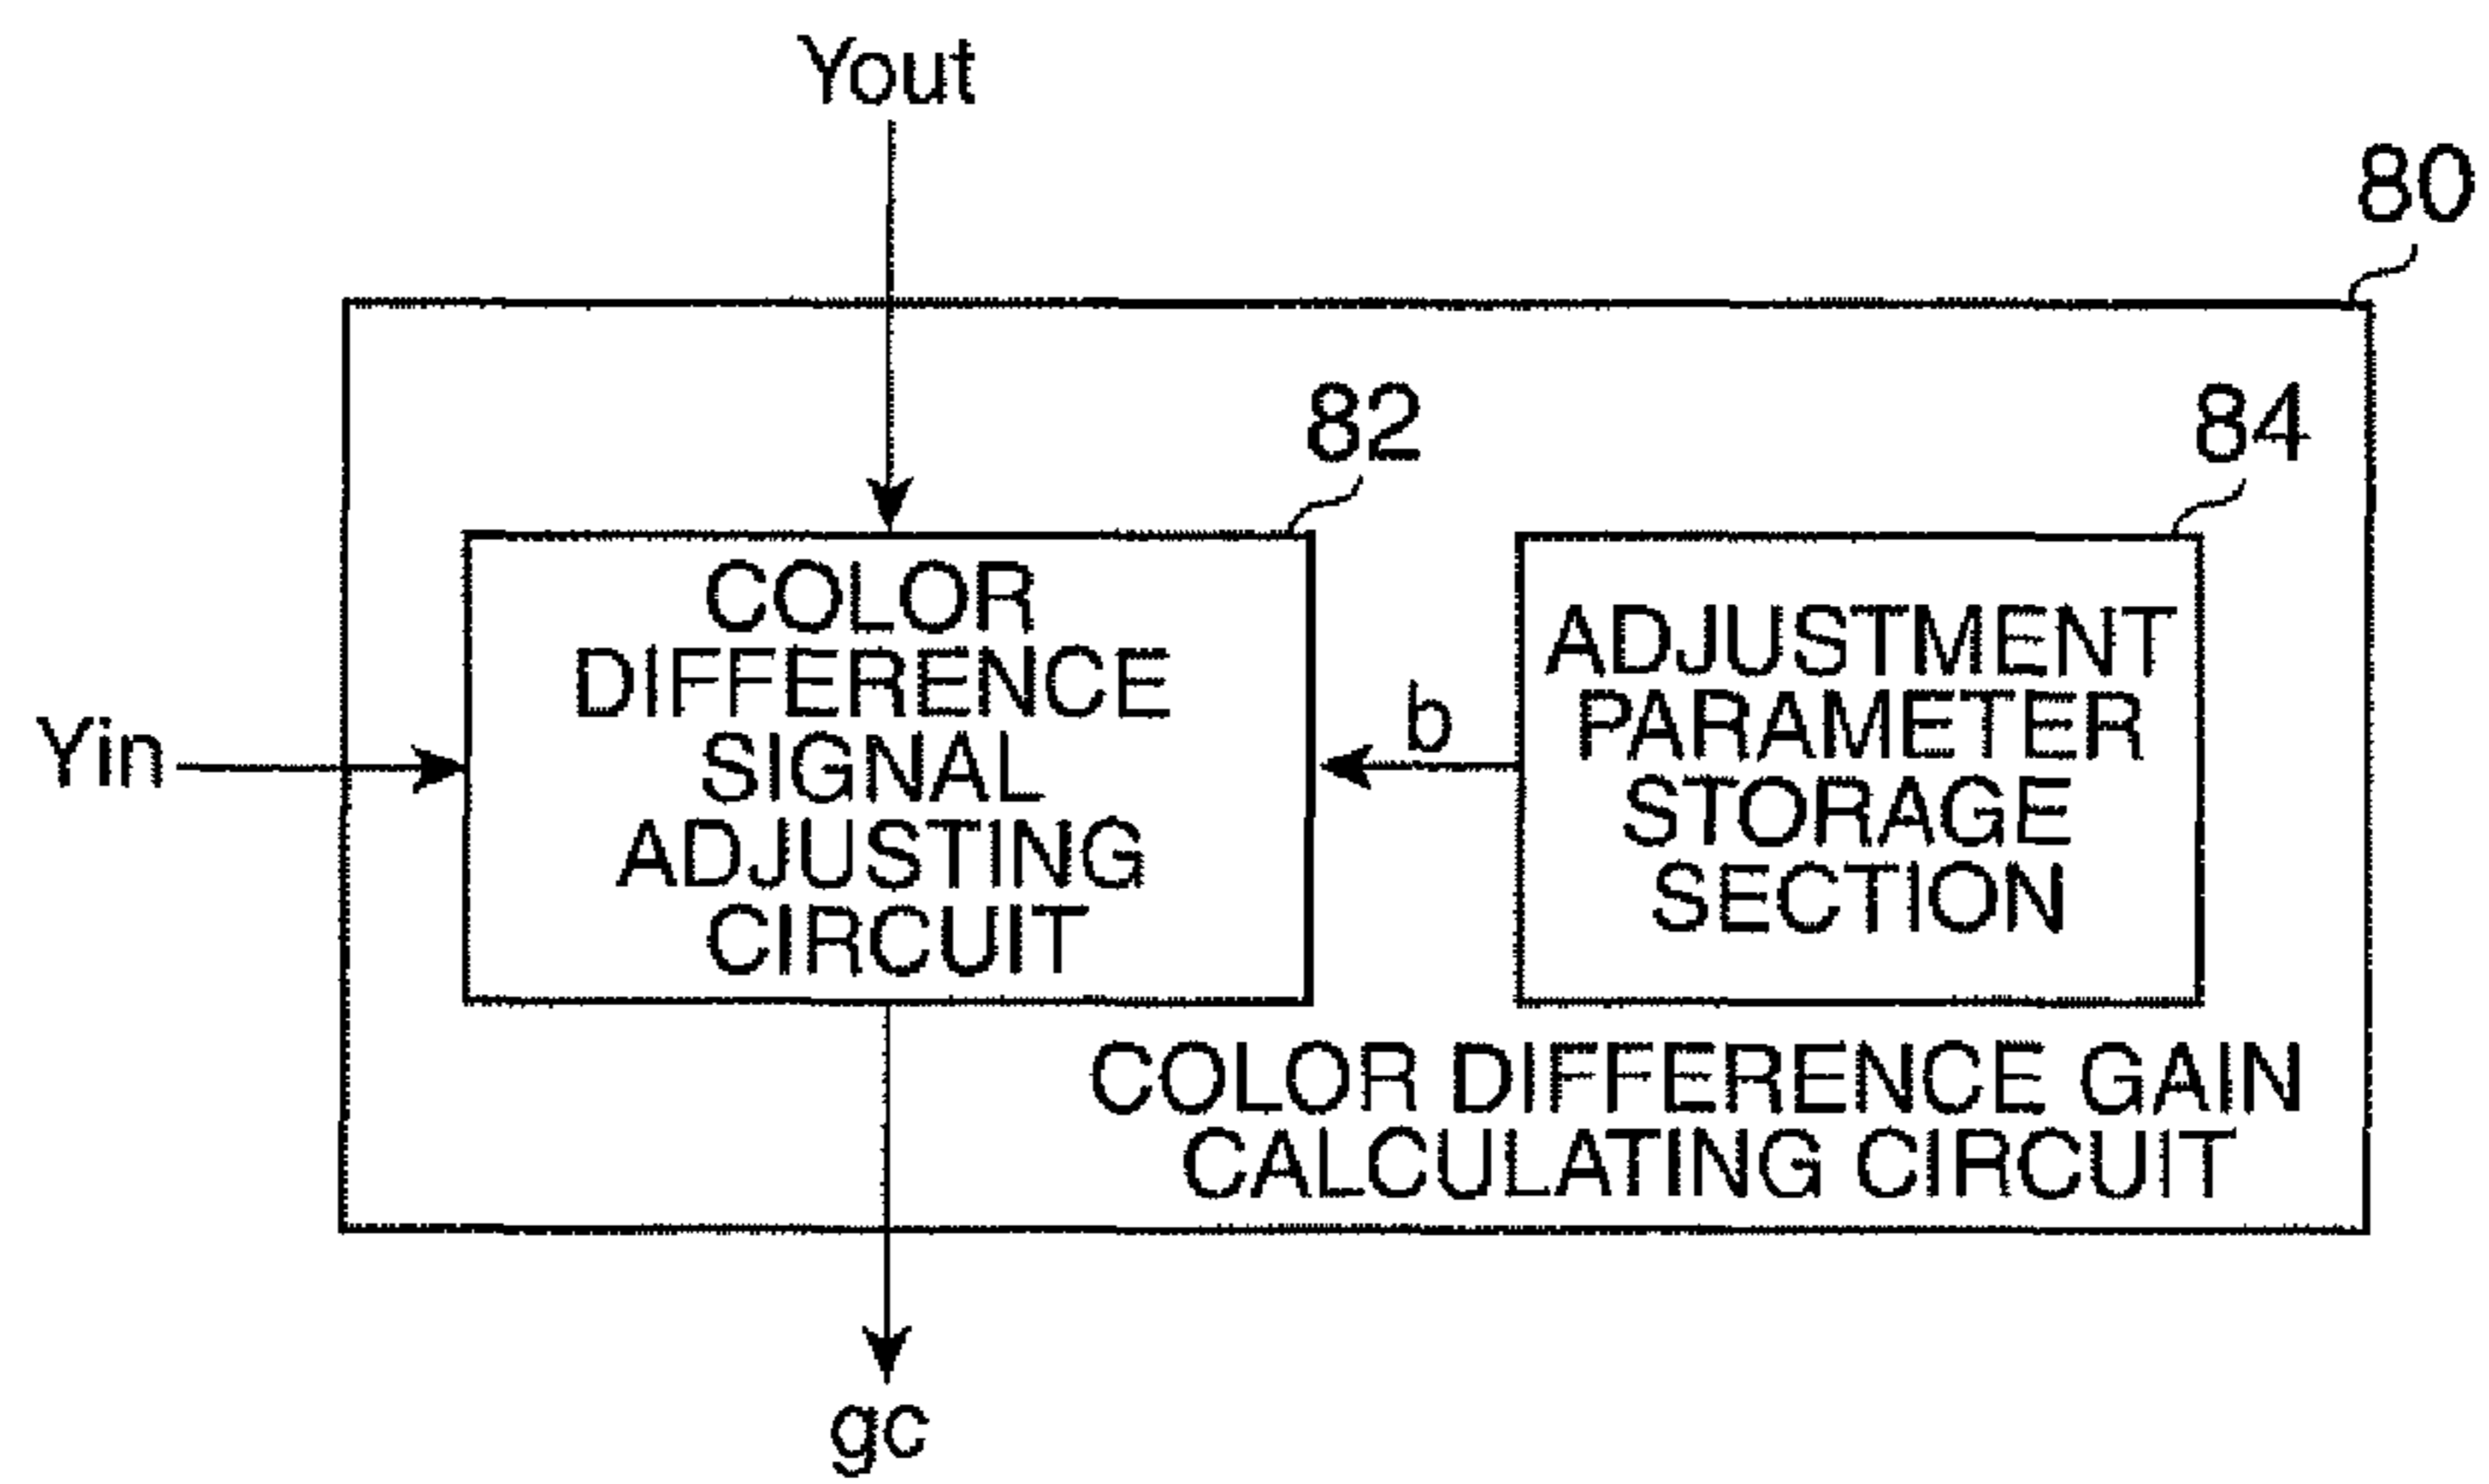 Yout
80
82
84
COLOR
DIFFERENCE
SIGNAL
ADJUSTING
CIRCUIT
Yin
b
ADJUSTMENT
PARAMETER
STORAGE
SECTION
COLOR DIFFERENCE GAIN
CALCULATING CIRCUIT
gc